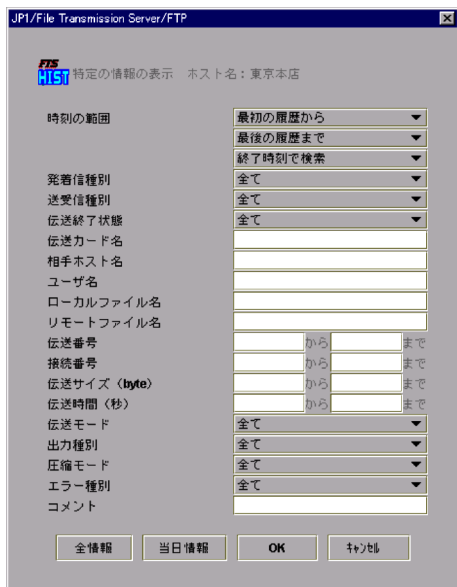 JP1/File Transmission Server/FTP
FTS
HIST 特定の情報の表示 ホスト名：東京本店
時刻の範囲 最初の履歴から
最後の履歴まで
終了時刻で検索
発着信種別 全て
送受信種別 全て
伝送終了状態 全て
伝送カード名
相手ホスト名
ユーザ名
ローカルファイル名
リモートファイル名
伝送番号 から まで
接続番号 から まで
伝送サイズ（byte） から まで
伝送時間（秒） から まで
伝送モード 全て
出力種別 全て
圧縮モード 全て
エラー種別 全て
コメント
全情報 当日情報 OK ｷｬﾝｾﾙ